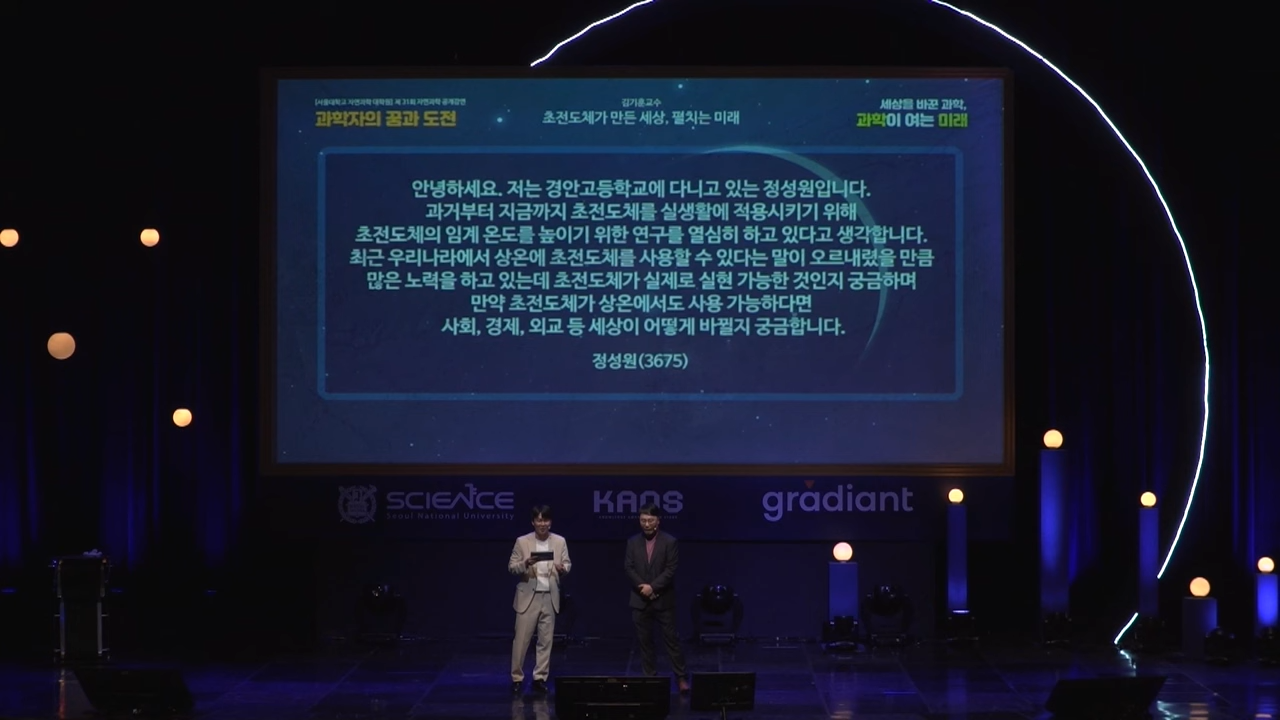 [서울대학교 자연과학 대학원] 제 31회 자연과학 공개강연
과학자의 꿈과 도전
김기훈교수
초전도체가 만든 세상, 펼치는 미래
세상을 바꾼 과학,
과학이 여는 미래
안녕하세요. 저는 경안고등학교에 다니고 있는 정성원입니다.
과거부터 지금까지 초전도체를 실생활에 적용시키기 위해
초전도체의 임계 온도를 높이기 위한 연구를 열심히 하고 있다고 생각합니다.
최근 우리나라에서 상온에 초전도체를 사용할 수 있다는 말이 오르내렸을 만큼
많은 노력을 하고 있는데 초전도체가 실제로 실현 가능한 것인지 궁금하며
만약 초전도체가 상온에서도 사용 가능하다면
사회, 경제, 외교 등 세상이 어떻게 바뀔지 궁금합니다.
정성원(3675)
SCIENCE
Seoul National University
KAOS
gradiant